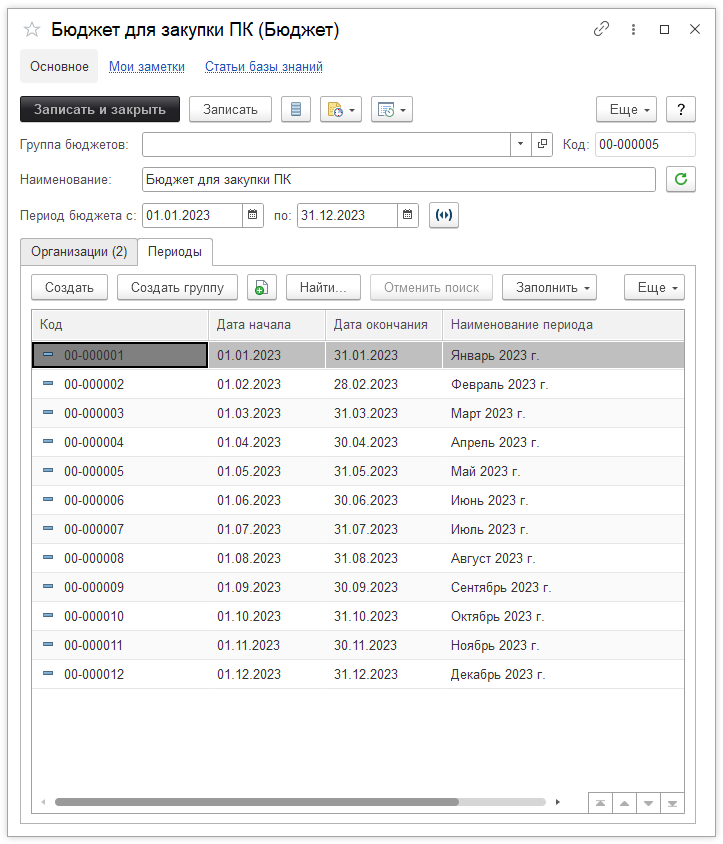 Бюджет для закупки ПК (Бюджет)
Основное Мои заметки Статьи базы знаний
Записать и закрыть Записать Еще ?
Группа бюджетов: Код: 00-000005
Наименование: Бюджет для закупки ПК
Период бюджета с: 01.01.2023 по: 31.12.2023
Организации (2) Периоды
Создать Создать группу Найти... Отменить поиск Заполнить Еще
Код Дата начала Дата окончания Наименование периода
00-000001 01.01.2023 31.01.2023 Январь 2023 г.
00-000002 01.02.2023 28.02.2023 Февраль 2023 г.
00-000003 01.03.2023 31.03.2023 Март 2023 г.
00-000004 01.04.2023 30.04.2023 Апрель 2023 г.
00-000005 01.05.2023 31.05.2023 Май 2023 г.
00-000006 01.06.2023 30.06.2023 Июнь 2023 г.
00-000007 01.07.2023 31.07.2023 Июль 2023 г.
00-000008 01.08.2023 31.08.2023 Август 2023 г.
00-000009 01.09.2023 30.09.2023 Сентябрь 2023 г.
00-000010 01.10.2023 31.10.2023 Октябрь 2023 г.
00-000011 01.11.2023 30.11.2023 Ноябрь 2023 г.
00-000012 01.12.2023 31.12.2023 Декабрь 2023 г.